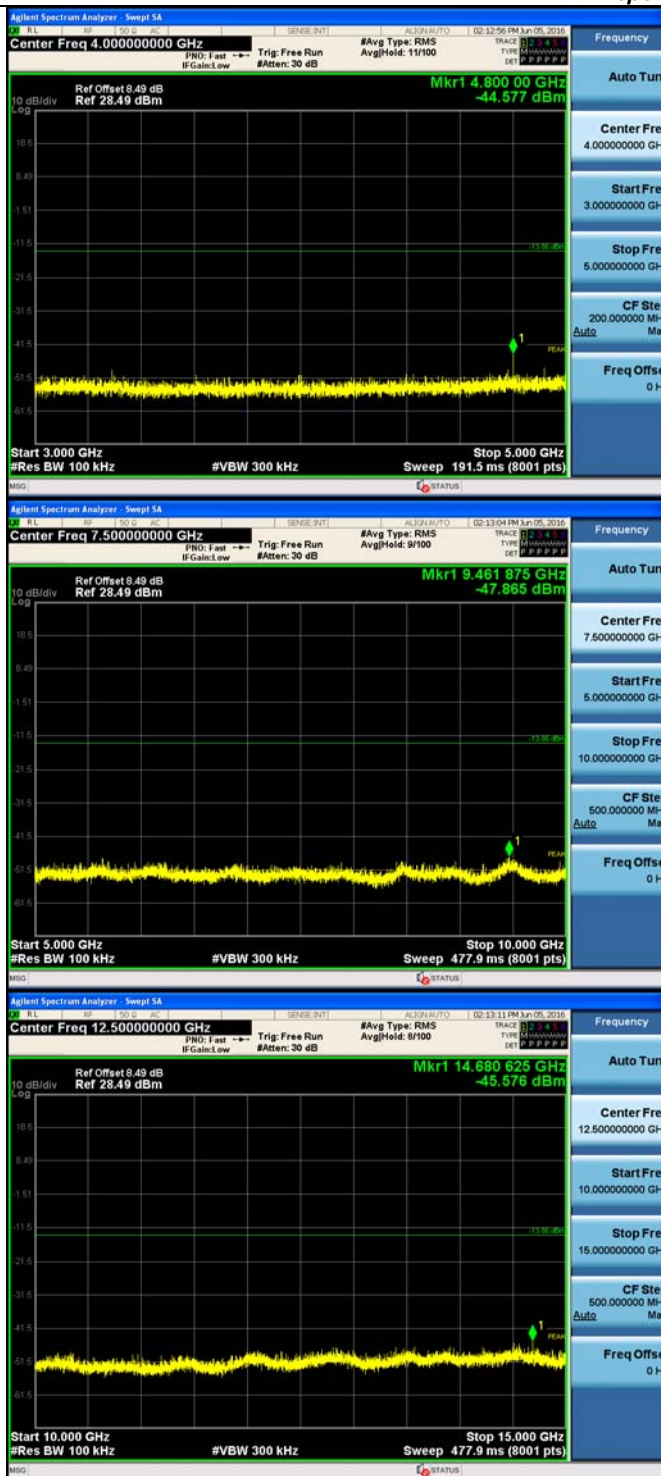 Agilent Spectrum Analyzer - Swept SA
RL RF 50 Ω AC SENSE:INT ALIGN AUTO 02:12:56 PM Jun 05, 2016
Center Freq 4.000000000 GHz #Avg Type: RMS TRACE 1 2 3 4 5 6 Frequency
PNO: Fast Trig: Free Run Avg|Hold: 11/100 TYPE M
IFGain:Low #Atten: 30 dB DET P P P P P P
Auto Tun
Mkr1 4.800 00 GHz
Ref Offset 8.49 dB
10 dB/div Ref 28.49 dBm -44.577 dBm
Log
Center Fre
4.000000000 GH
18.5
8.49
Start Fre
3.000000000 GH
-1.51
-11.5
Stop Fre
5.000000000 GH
-21.5
-31.5
CF Ste
200.000000 MH
Auto Ma
-41.5
1
PEAK
Freq Offse
0 H
-51.5
-61.5
Start 3.000 GHz Stop 5.000 GHz
#Res BW 100 kHz #VBW 300 kHz Sweep 191.5 ms (8001 pts)
MSG STATUS
Agilent Spectrum Analyzer - Swept SA
RL RF 50 Ω AC SENSE:INT ALIGN AUTO 02:13:04 PM Jun 05, 2016
Center Freq 7.500000000 GHz #Avg Type: RMS TRACE 1 2 3 4 5 6 Frequency
PNO: Fast Trig: Free Run Avg|Hold: 9/100 TYPE M
IFGain:Low #Atten: 30 dB DET P P P P P P
Auto Tun
Mkr1 9.461 875 GHz
Ref Offset 8.49 dB
10 dB/div Ref 28.49 dBm -47.865 dBm
Log
Center Fre
7.500000000 GH
18.5
8.49
Start Fre
5.000000000 GH
-1.51
-11.5
Stop Fre
10.000000000 GH
-21.5
-31.5
CF Ste
500.000000 MH
Auto Ma
-41.5
1
PEAK
Freq Offse
0 H
-51.5
-61.5
Start 5.000 GHz Stop 10.000 GHz
#Res BW 100 kHz #VBW 300 kHz Sweep 477.9 ms (8001 pts)
MSG STATUS
Agilent Spectrum Analyzer - Swept SA
RL RF 50 Ω AC SENSE:INT ALIGN AUTO 02:13:11 PM Jun 05, 2016
Center Freq 12.500000000 GHz #Avg Type: RMS TRACE 1 2 3 4 5 6 Frequency
PNO: Fast Trig: Free Run Avg|Hold: 8/100 TYPE M
IFGain:Low #Atten: 30 dB DET P P P P P P
Auto Tun
Mkr1 14.680 625 GHz
Ref Offset 8.49 dB
10 dB/div Ref 28.49 dBm -45.576 dBm
Log
Center Fre
12.500000000 GH
18.5
8.49
Start Fre
10.000000000 GH
-1.51
-11.5
Stop Fre
15.000000000 GH
-21.5
-31.5
CF Ste
500.000000 MH
Auto Ma
-41.5
1
PEAK
Freq Offse
0 H
-51.5
-61.5
Start 10.000 GHz Stop 15.000 GHz
#Res BW 100 kHz #VBW 300 kHz Sweep 477.9 ms (8001 pts)
MSG STATUS